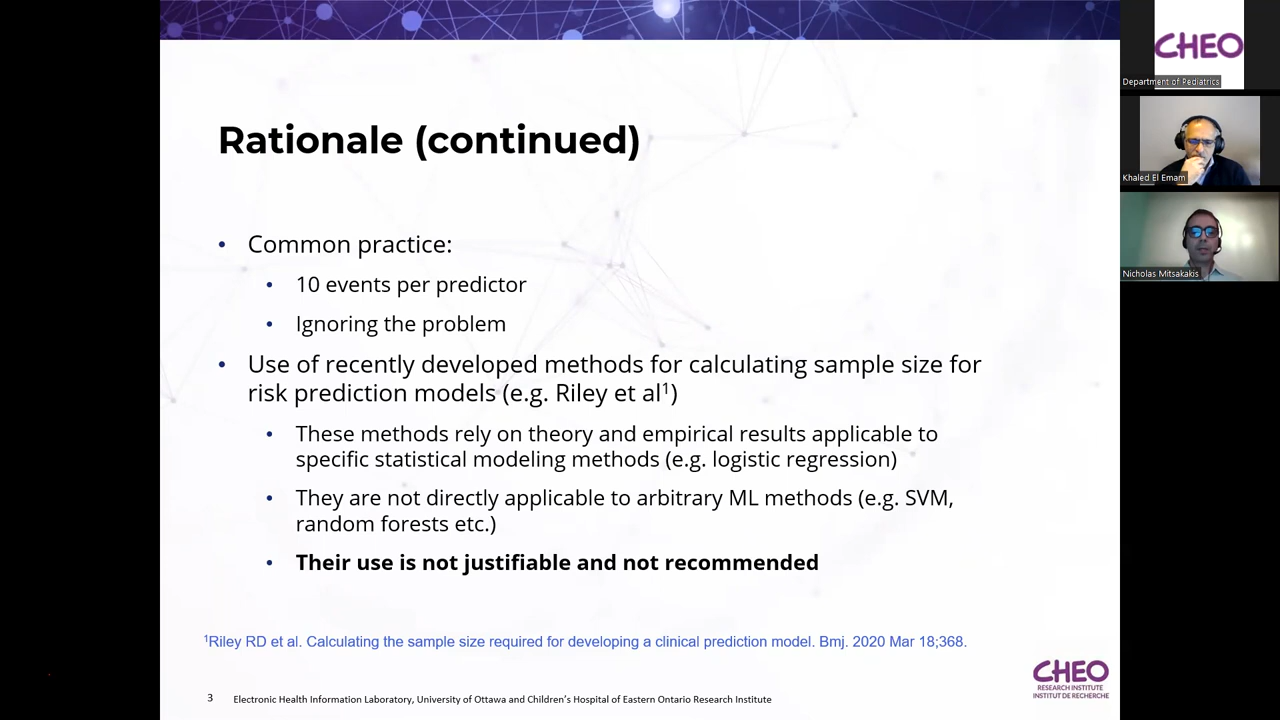 Rationale (continued)
• Common practice:
• 10 events per predictor
• Ignoring the problem
• Use of recently developed methods for calculating sample size for
risk prediction models (e.g. Riley et al¹)
• These methods rely on theory and empirical results applicable to
specific statistical modeling methods (e.g. logistic regression)
• They are not directly applicable to arbitrary ML methods (e.g. SVM,
random forests etc.)
• Their use is not justifiable and not recommended
¹Riley RD et al. Calculating the sample size required for developing a clinical prediction model. Bmj. 2020 Mar 18;368.
3 Electronic Health Information Laboratory, University of Ottawa and Children's Hospital of Eastern Ontario Research Institute
CHEO
RESEARCH INSTITUTE
INSTITUT DE RECHERCHE
CHEO
Department of Pediatrics
Khaled El Emam
Nicholas Mitsakakis